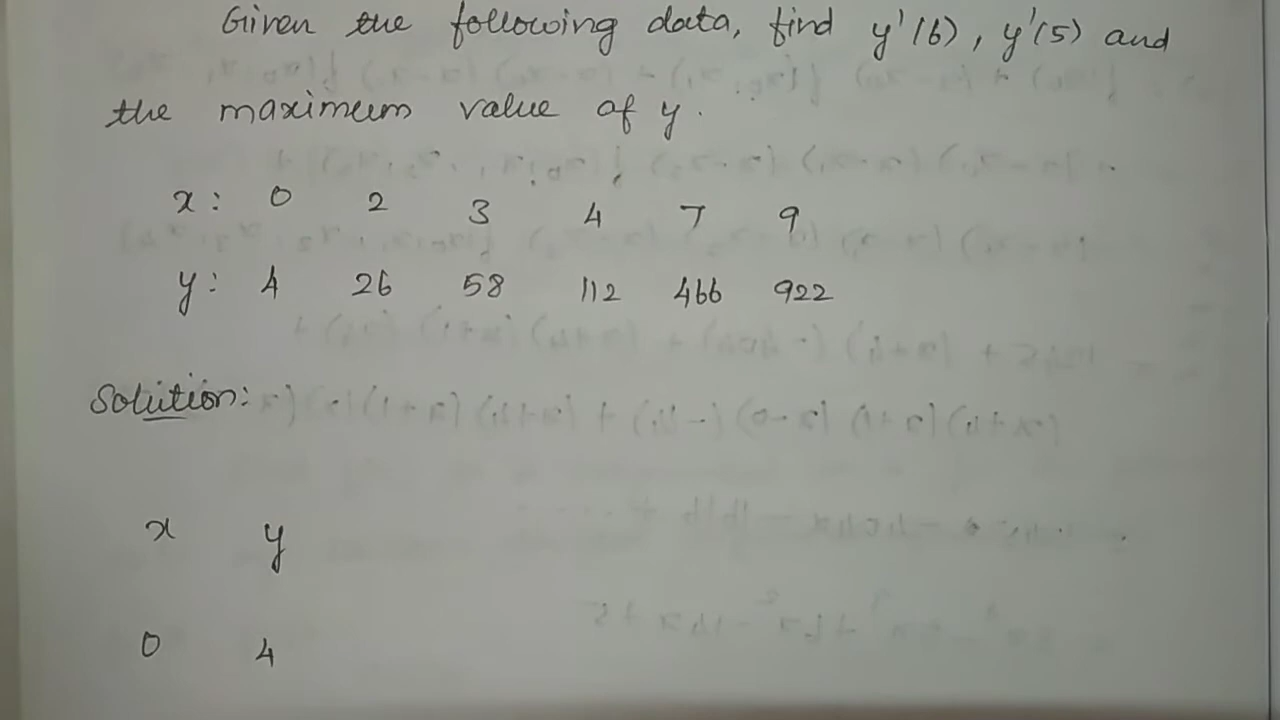 Given the following data, find y'(6), y'(5) and
the maximum value of y.
x: 0 2 3 4 7 9
y: 4 26 58 112 466 922
Solution:
x y
0 4